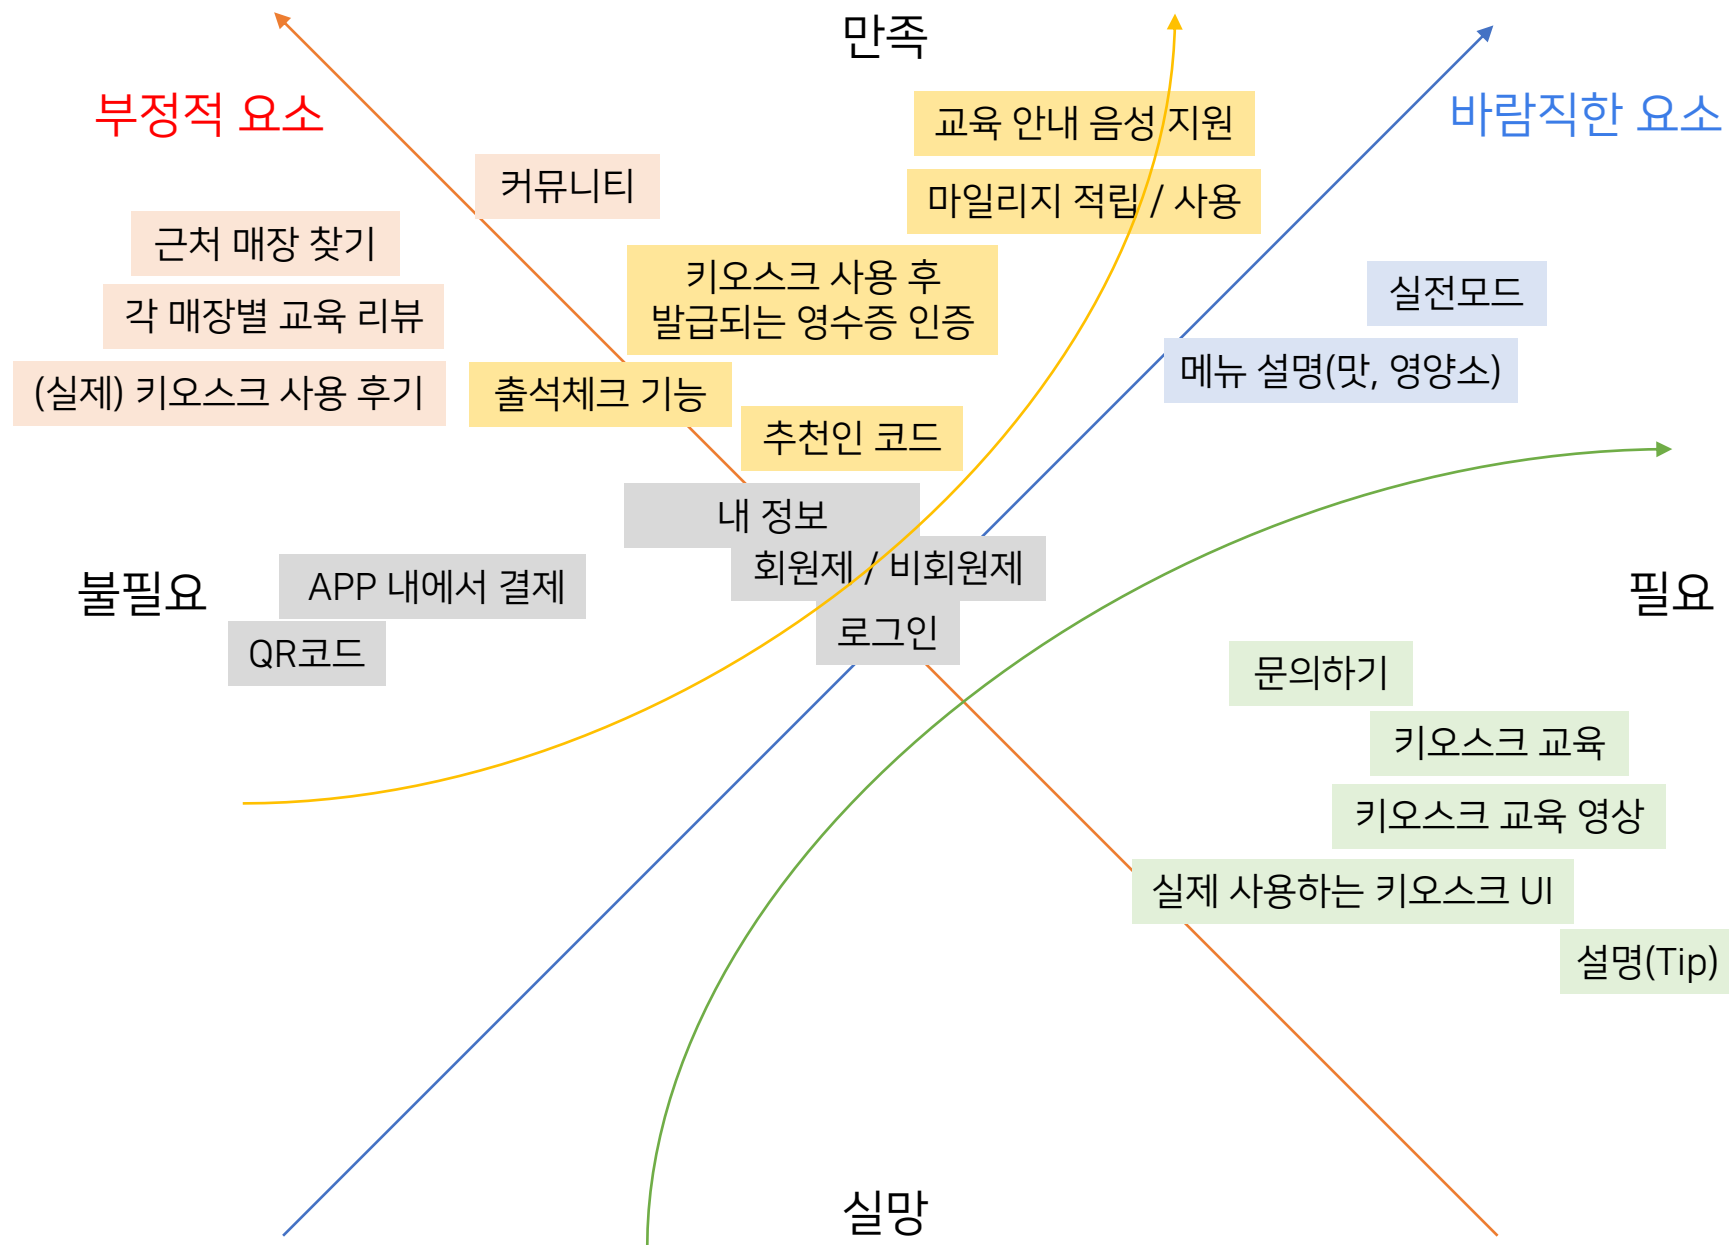 만족
부정적 요소
바람직한 요소
교육 안내 음성 지원
커뮤니티
마일리지 적립 / 사용
근처 매장 찾기
키오스크 사용 후
발급되는 영수증 인증
실전모드
각 매장별 교육 리뷰
메뉴 설명(맛, 영양소)
(실제) 키오스크 사용 후기
출석체크 기능
추천인 코드
내 정보
회원제 / 비회원제
불필요
APP 내에서 결제
필요
로그인
QR코드
문의하기
키오스크 교육
키오스크 교육 영상
실제 사용하는 키오스크 UI
설명(Tip)
실망